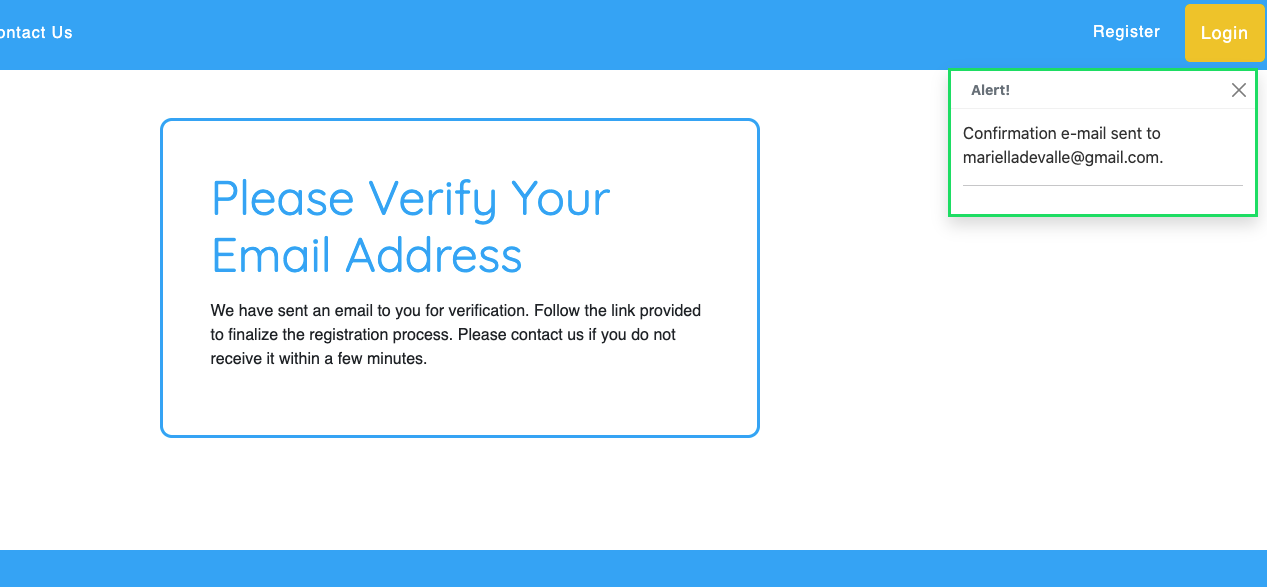 ontact Us
Register
Login
Alert!
Confirmation e-mail sent to
marielladevalle@gmail.com.
Please Verify Your
Email Address
We have sent an email to you for verification. Follow the link provided
to finalize the registration process. Please contact us if you do not
receive it within a few minutes.